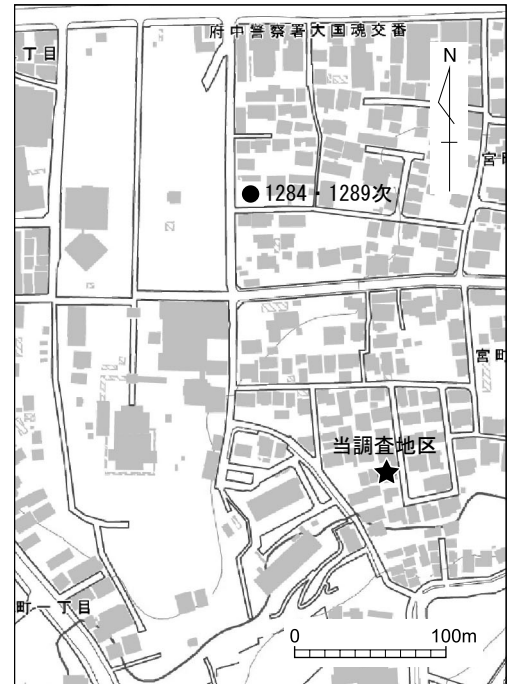 府中警察署大国魂交番
丁目
N
宮町
● 1284・1289次
宮町
当調査地区
★
町一丁目
0 100m